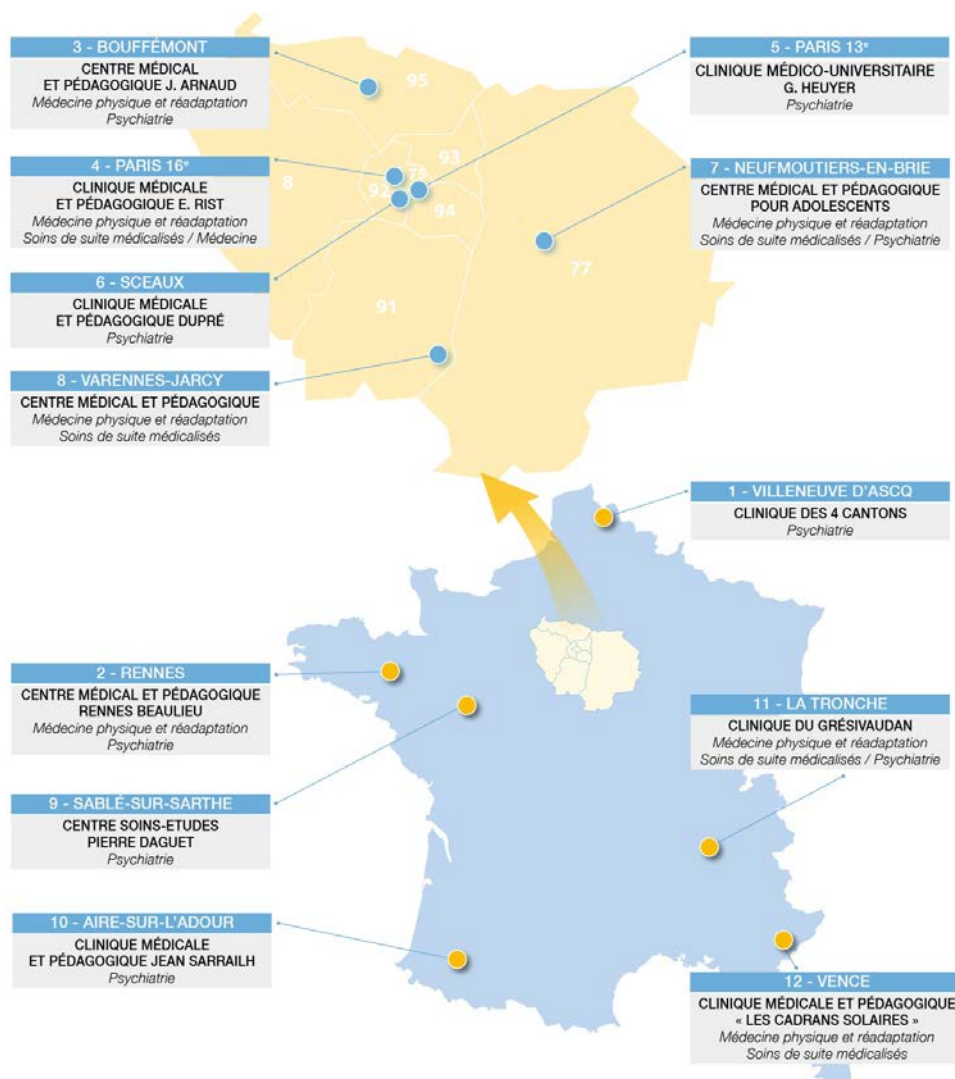 3 - BOUFFÉMONT
CENTRE MÉDICAL
ET PÉDAGOGIQUE J. ARNAUD
Médecine physique et réadaptation
Psychiatrie
5 - PARIS 13e
CLINIQUE MÉDICO-UNIVERSITAIRE
G. HEUYER
Psychiatrie
4 - PARIS 16e
CLINIQUE MÉDICALE
ET PÉDAGOGIQUE E. RIST
Médecine physique et réadaptation
Soins de suite médicalisés / Médecine
7 - NEUFMOUTIERS-EN-BRIE
CENTRE MÉDICAL ET PÉDAGOGIQUE
POUR ADOLESCENTS
Médecine physique et réadaptation
Soins de suite médicalisés / Psychiatrie
6 - SCEAUX
CLINIQUE MÉDICALE
ET PÉDAGOGIQUE DUPRÉ
Psychiatrie
8 - VARENNES-JARCY
CENTRE MÉDICAL ET PÉDAGOGIQUE
Médecine physique et réadaptation
Soins de suite médicalisés
95
93
75
8
92
94
77
91
1 - VILLENEUVE D'ASCQ
CLINIQUE DES 4 CANTONS
Psychiatrie
2 - RENNES
CENTRE MÉDICAL ET PÉDAGOGIQUE
RENNES BEAULIEU
Médecine physique et réadaptation
Psychiatrie
11 - LA TRONCHE
CLINIQUE DU GRÉSIVAUDAN
Médecine physique et réadaptation
Soins de suite médicalisés / Psychiatrie
9 - SABLÉ-SUR-SARTHE
CENTRE SOINS-ETUDES
PIERRE DAGUET
Psychiatrie
10 - AIRE-SUR-L'ADOUR
CLINIQUE MÉDICALE
ET PÉDAGOGIQUE JEAN SARRAILH
Psychiatrie
12 - VENCE
CLINIQUE MÉDICALE ET PÉDAGOGIQUE
« LES CADRANS SOLAIRES »
Médecine physique et réadaptation
Soins de suite médicalisés